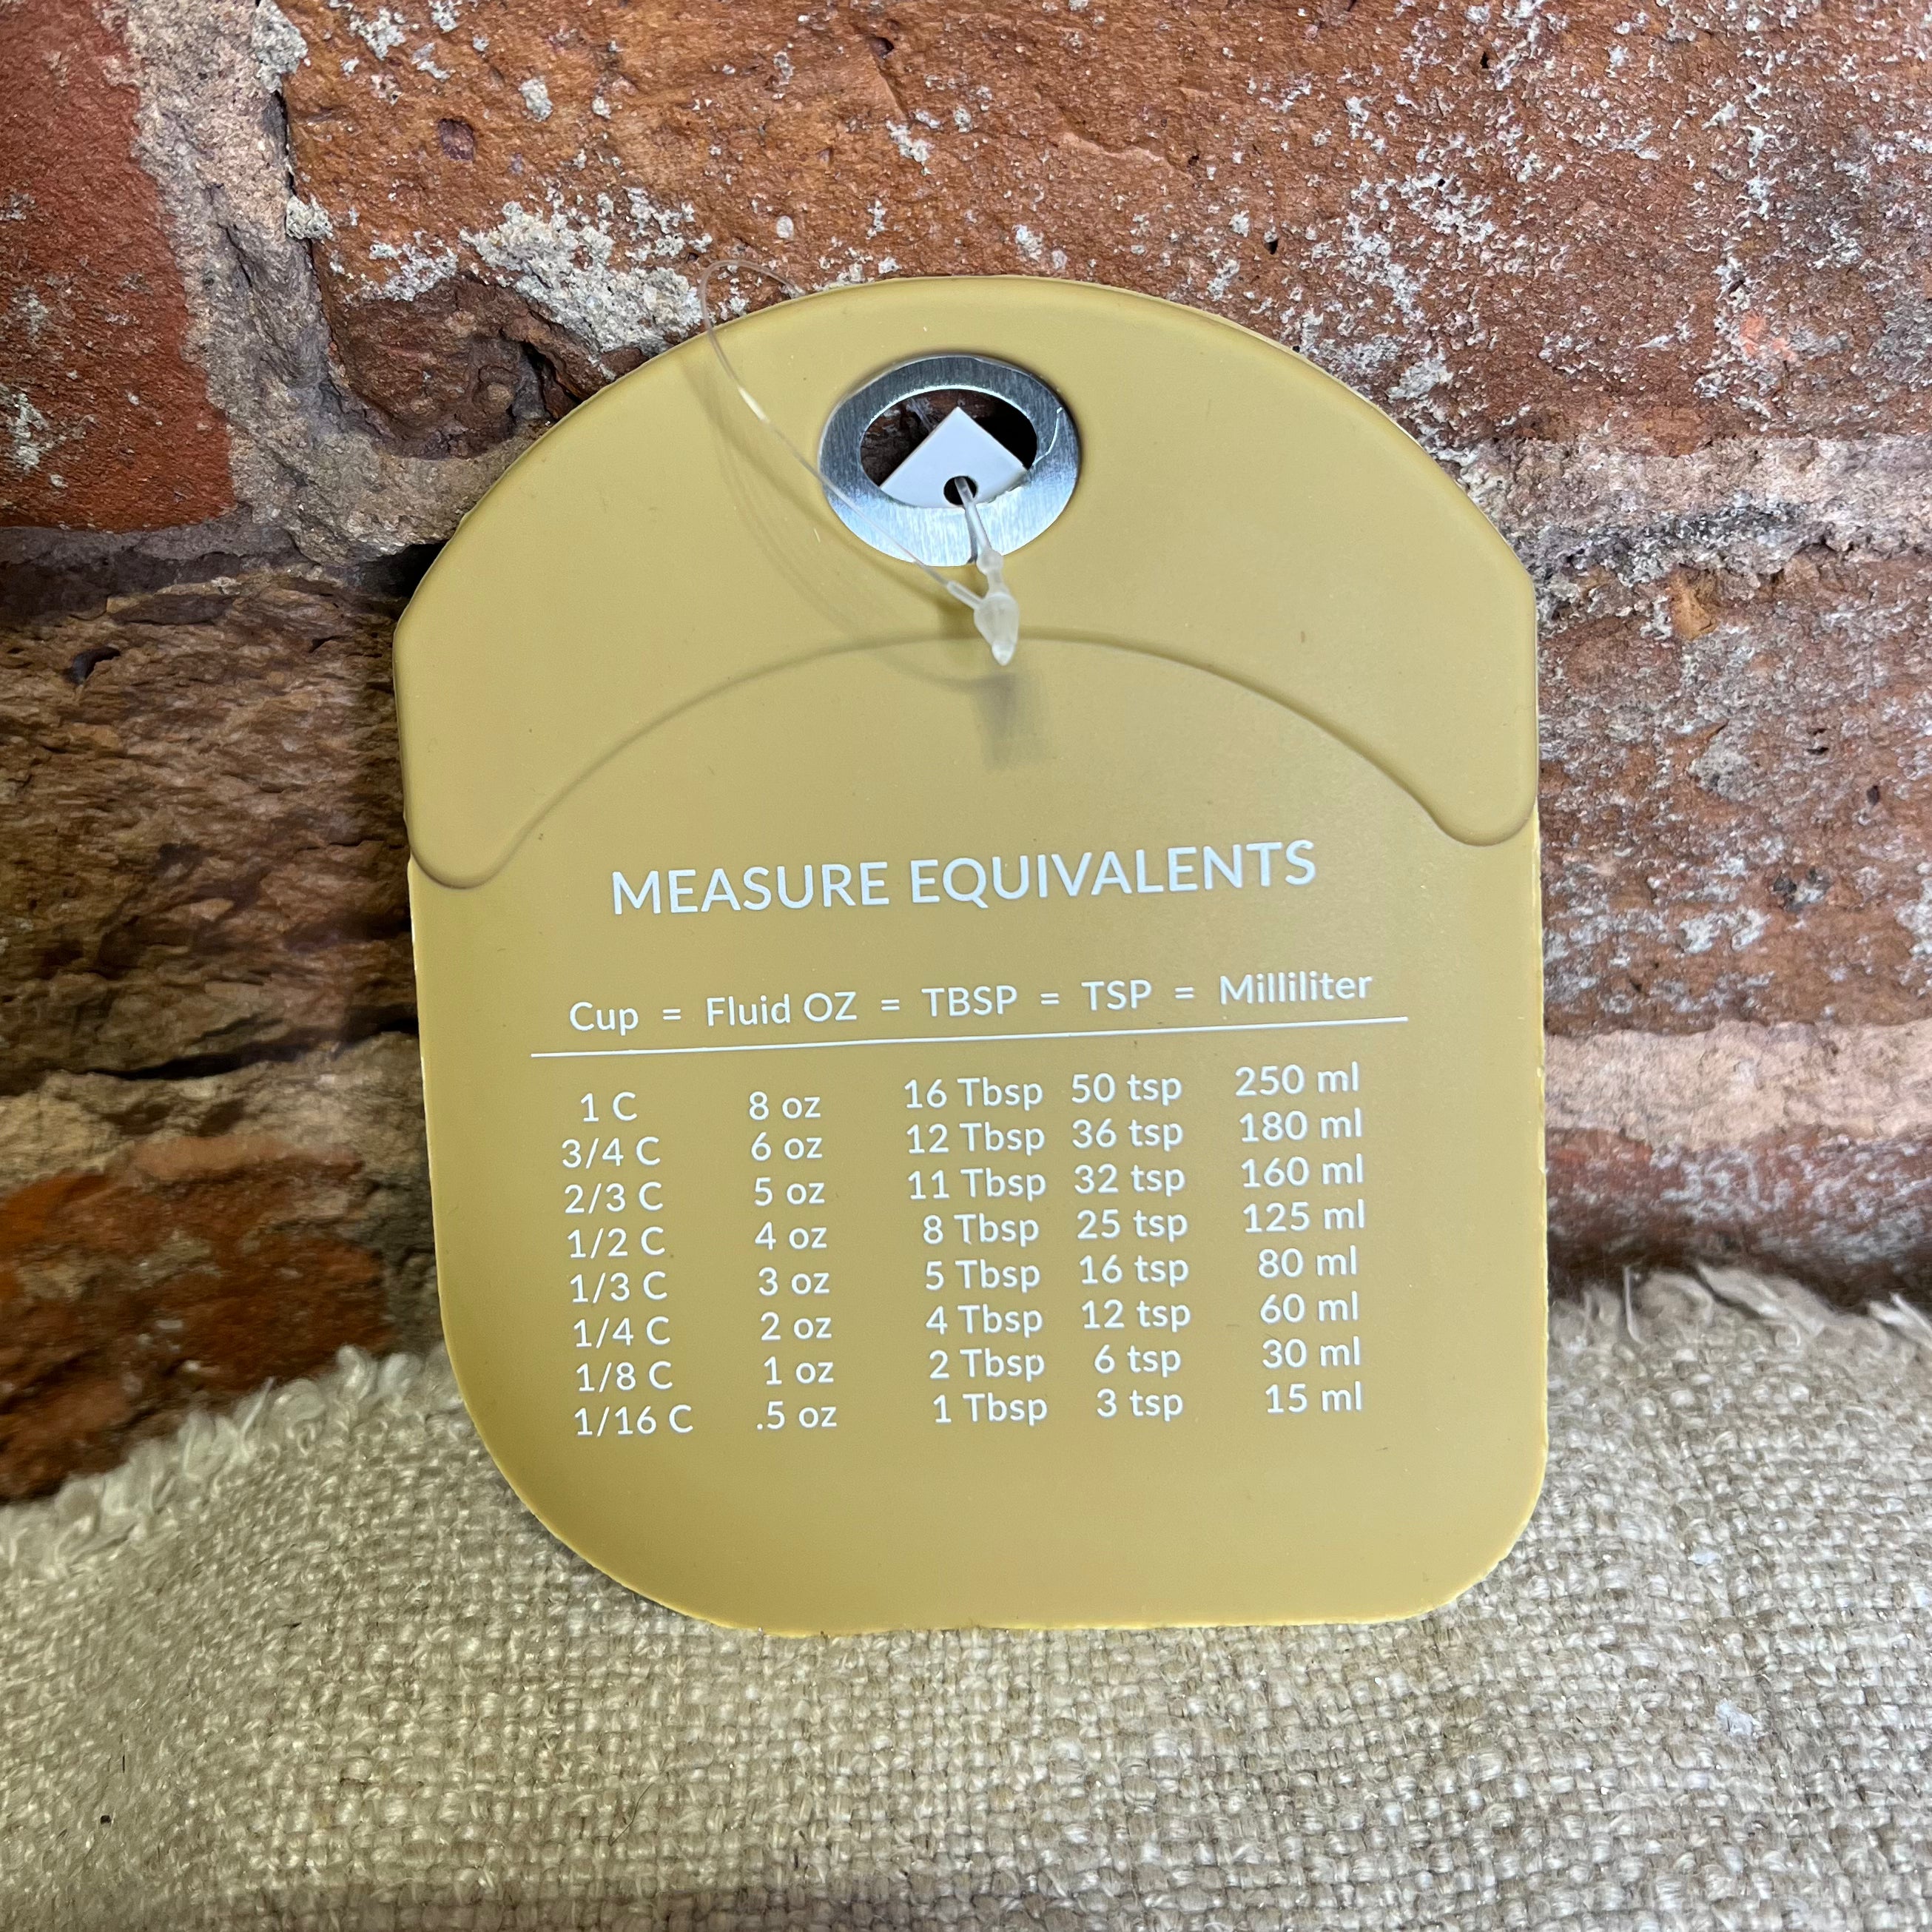 MEASURE EQUIVALENTS
Cup = Fluid OZ = TBSP = TSP = Milliliter
1 C 8 oz 16 Tbsp 50 tsp 250 ml
3/4 C 6 oz 12 Tbsp 36 tsp 180 ml
2/3 C 5 oz 11 Tbsp 32 tsp 160 ml
1/2 C 4 oz 8 Tbsp 25 tsp 125 ml
1/3 C 3 oz 5 Tbsp 16 tsp 80 ml
1/4 C 2 oz 4 Tbsp 12 tsp 60 ml
1/8 C 1 oz 2 Tbsp 6 tsp 30 ml
1/16 C .5 oz 1 Tbsp 3 tsp 15 ml